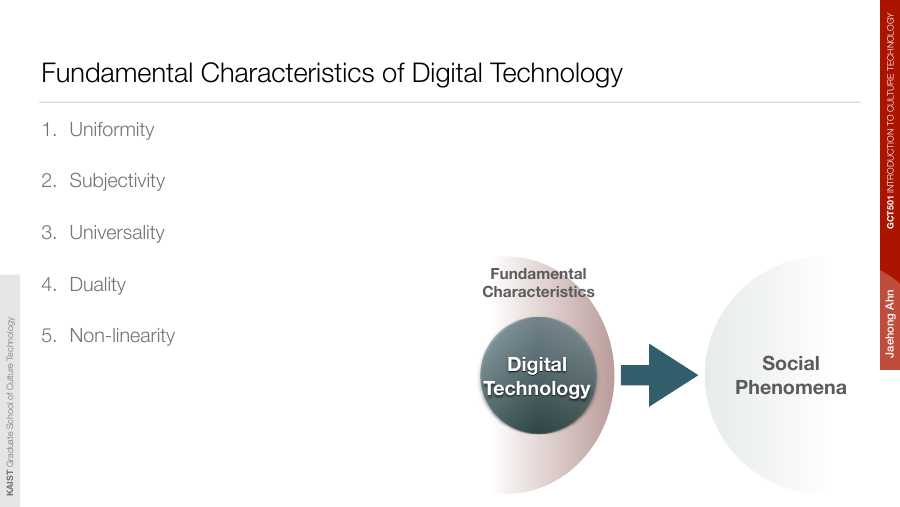 Fundamental Characteristics of Digital Technology
1. Uniformity
2. Subjectivity
3. Universality
4. Duality
5. Non-linearity
Fundamental
Characteristics
Digital
Technology
Social
Phenomena
GCT501 INTRODUCTION TO CULTURE TECHNOLOGY
Jaehong Ahn
KAIST Graduate School of Culture Technology